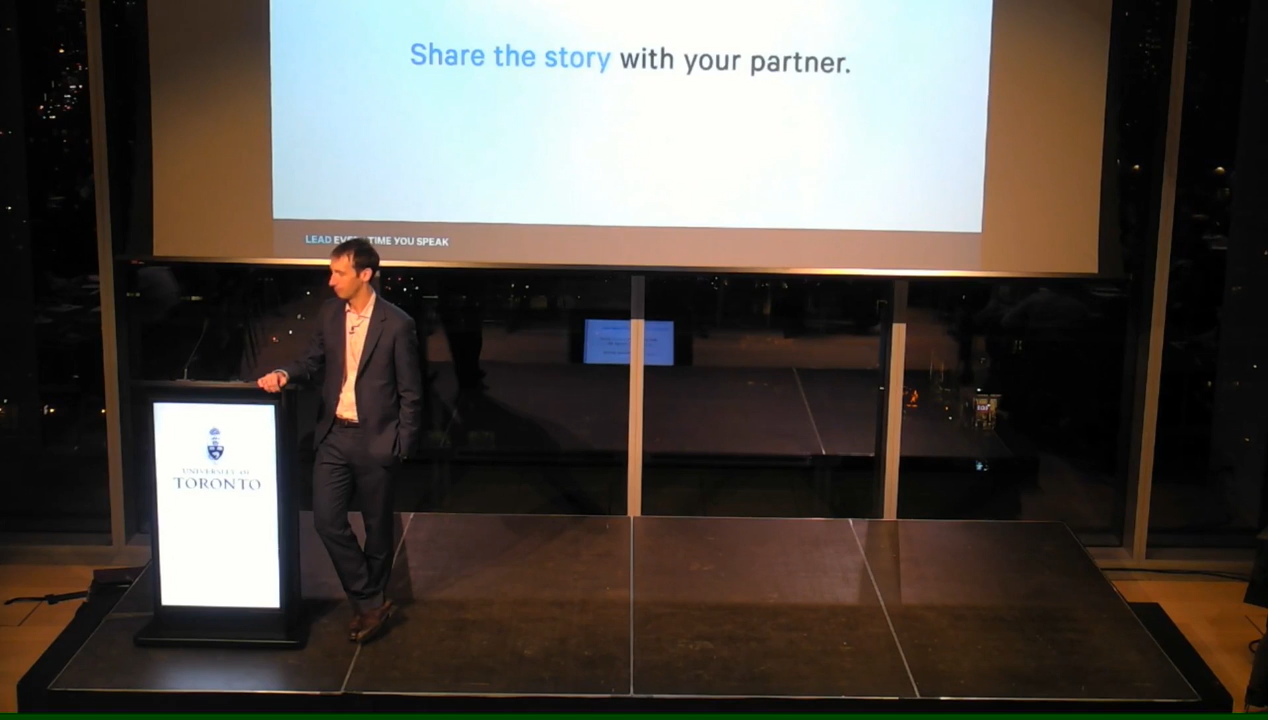 Share the story with your partner.
LEAD EVERY TIME YOU SPEAK
UNIVERSITY OF
TORONTO